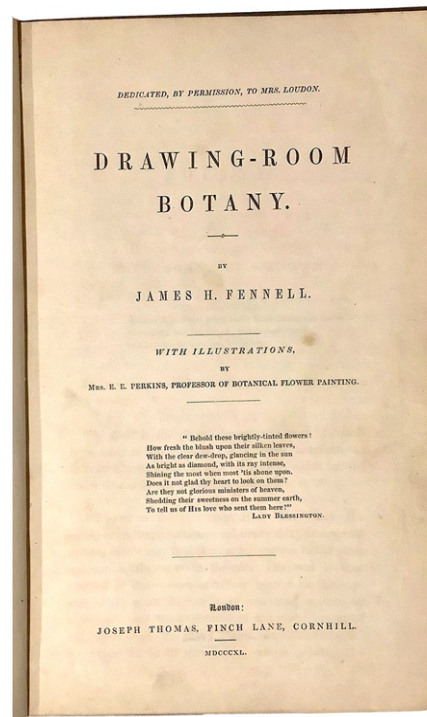 DEDICATED, BY PERMISSION, TO MRS. LOUDON.
DRAWING-ROOM
BOTANY.
BY
JAMES H. FENNELL.
WITH ILLUSTRATIONS,
BY
MRS. E. E. PERKINS, PROFESSOR OF BOTANICAL FLOWER PAINTING.
" Behold these brightly-tinted flowers!
How fresh the blush upon their silken leaves,
With the clear dew-drop, glancing in the sun
As bright as diamond, with its ray intense,
Shining the most when most 'tis shone upon.
Does it not glad thy heart to look on them?
Are they not glorious ministers of heaven,
Shedding their sweetness on the summer earth,
To tell us of HIS love who sent them here?"
LADY BLESSINGTON.
London:
JOSEPH THOMAS, FINCH LANE, CORNHILL.
MDCCCXL.